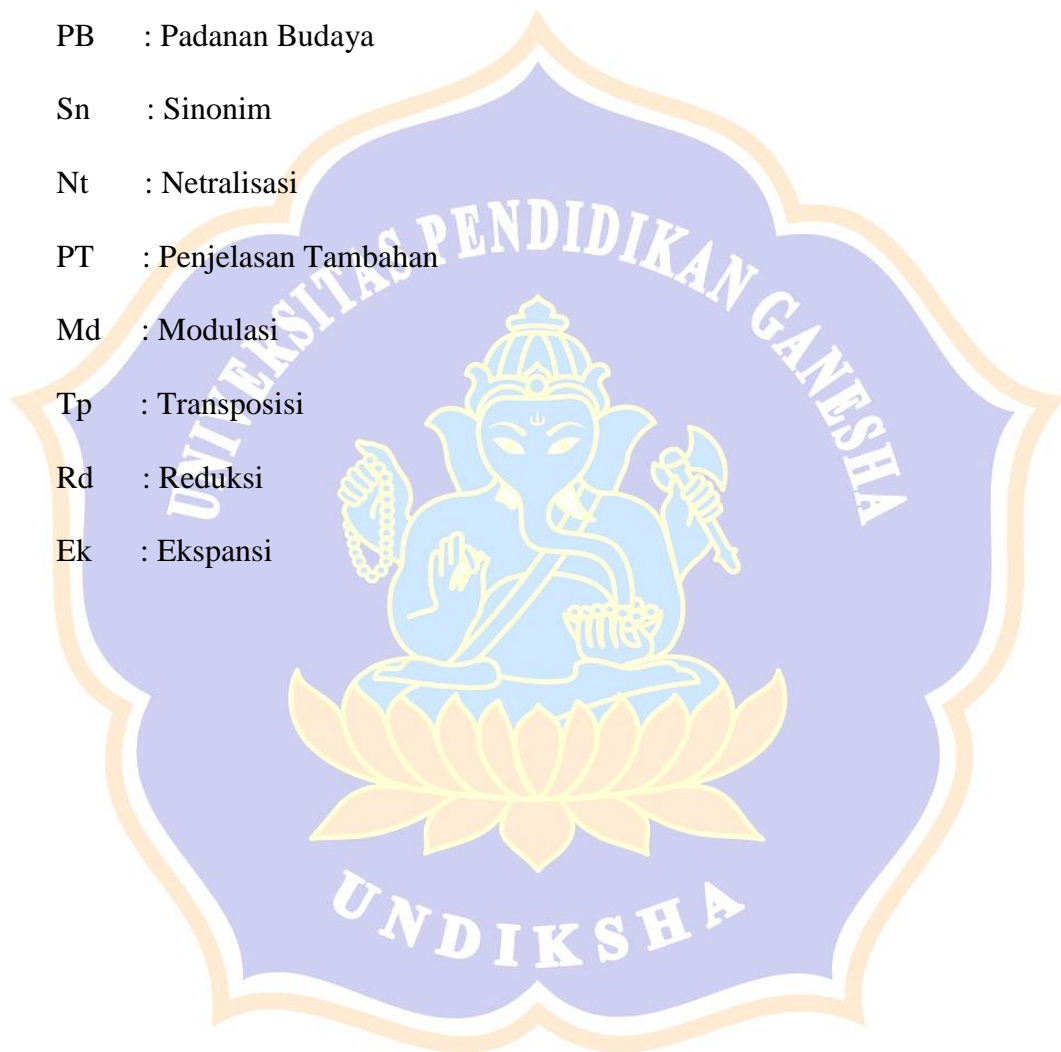 PB : Padanan Budaya
Sn : Sinonim
Nt : Netralisasi
PT : Penjelasan Tambahan
Md : Modulasi
Tp : Transposisi
Rd : Reduksi
Ek : Ekspansi
UNIVERSITAS PENDIDIKAN GANESHA
UNDIKSHA